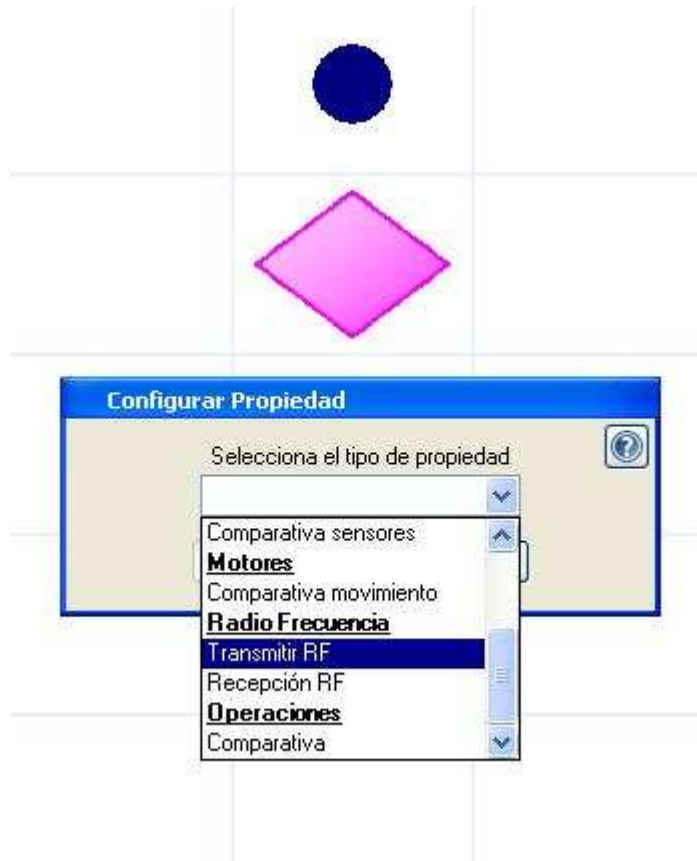 Configurar Propiedad
Selecciona el tipo de propiedad
Comparativa sensores
Motores
Comparativa movimiento
Radio Frecuencia
Transmitir RF
Recepción RF
Operaciones
Comparativa